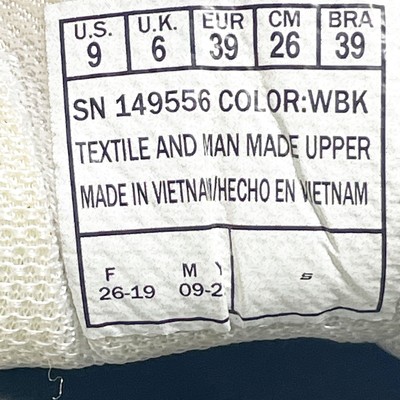 U.S. U.K. EUR CM BRA
9 6 39 26 39
SN 149556 COLOR:WBK
TEXTILE AND MAN MADE UPPER
MADE IN VIETNAM/HECHO EN VIETNAM
F M
26-19 09-2
S